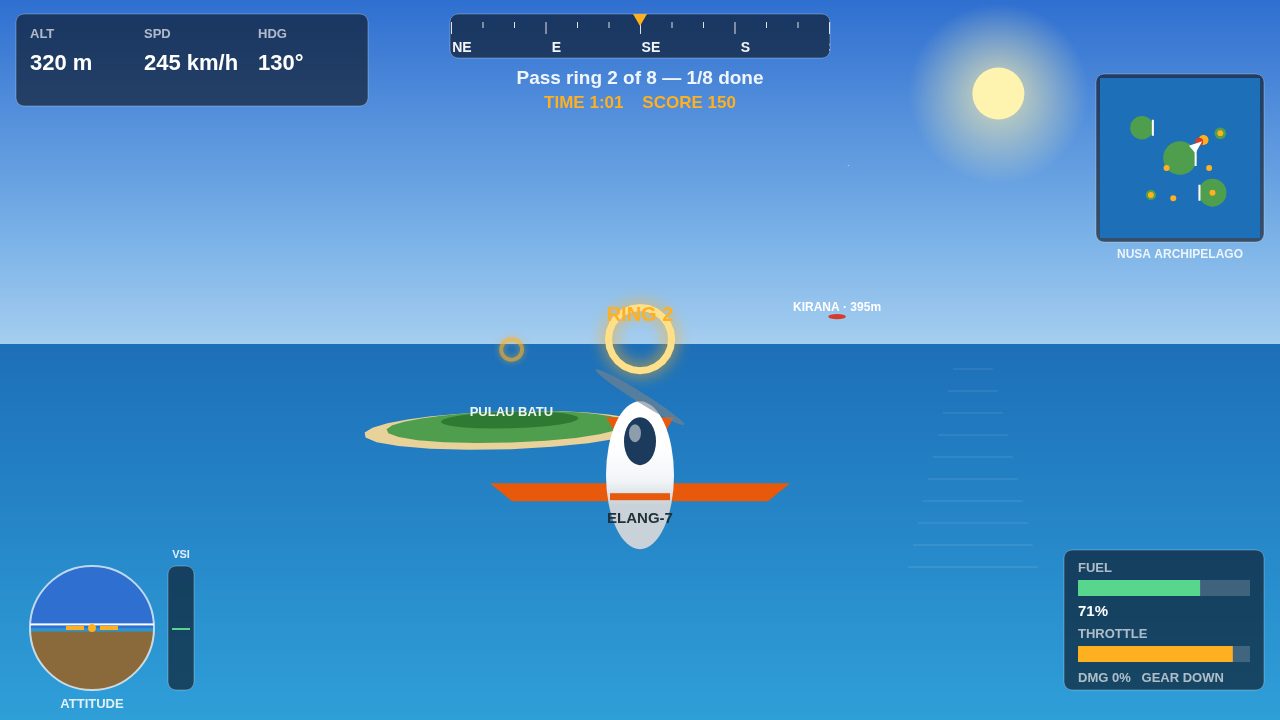 ALT SPD HDG
320 m 245 km/h 130°
NE E SE S
Pass ring 2 of 8 — 1/8 done
TIME 1:01 SCORE 150
NUSA ARCHIPELAGO
KIRANA · 395m
RING 2
PULAU BATU
ELANG-7
VSI
ATTITUDE
FUEL
71%
THROTTLE
DMG 0% GEAR DOWN